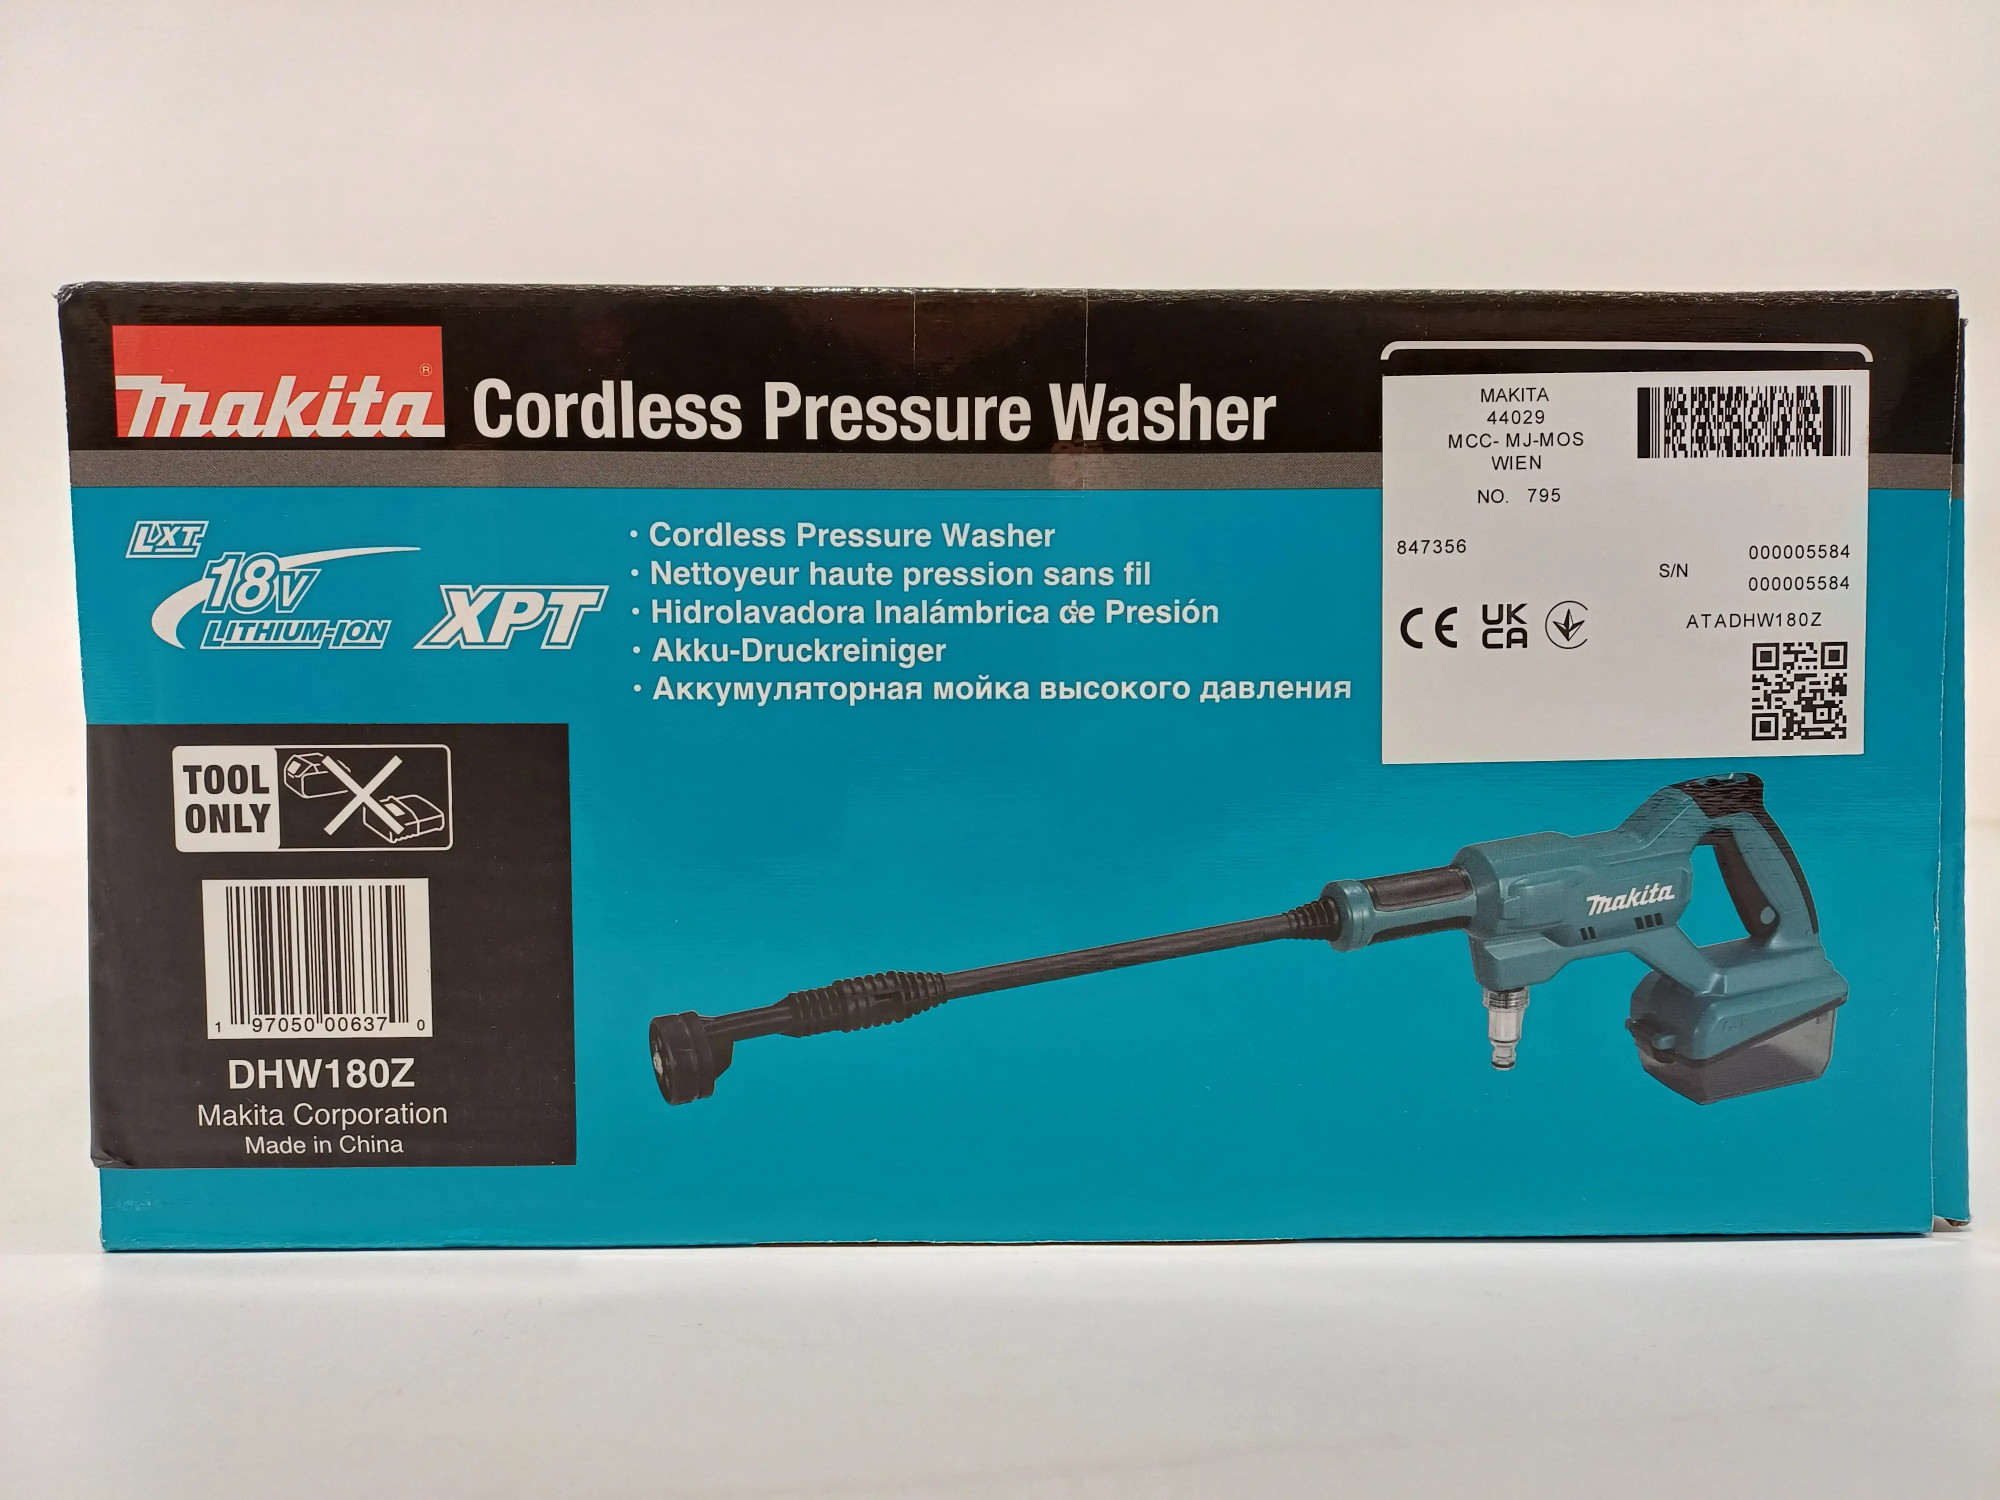 makita®
Cordless Pressure Washer
MAKITA
44029
MCC- MJ-MOS
WIEN
NO. 795
847356
S/N
000005584
000005584
ATADHW180Z
CE
UK
CA
LXT
18V
LITHIUM-ION
XPT
· Cordless Pressure Washer
· Nettoyeur haute pression sans fil
· Hidrolavadora Inalámbrica de Presión
· Akku-Druckreiniger
· Аккумуляторная мойка высокого давления
TOOL
ONLY
1 97050 00637 0
DHW180Z
Makita Corporation
Made in China
makita